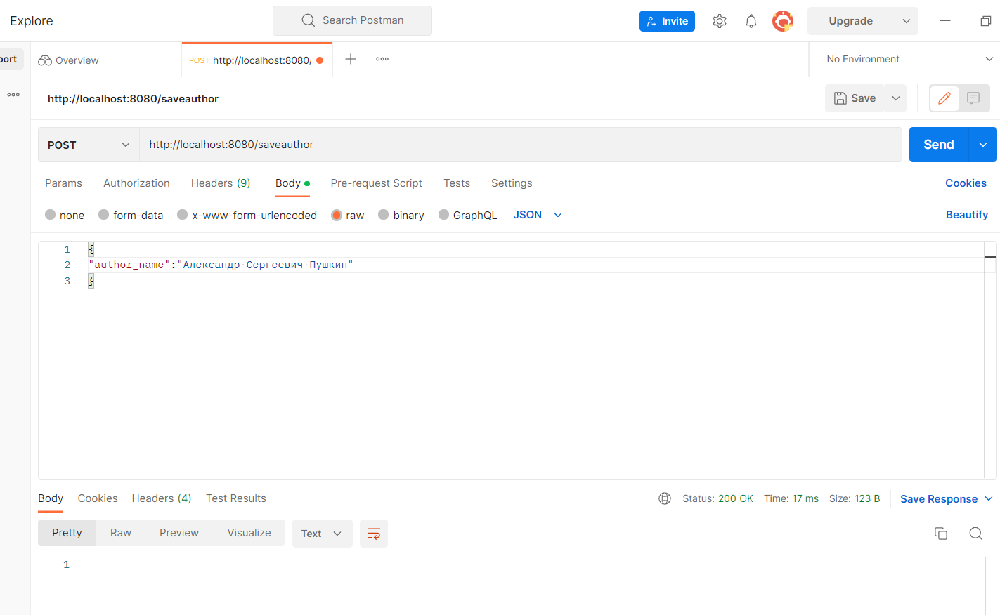 Explore
Search Postman
Invite
Upgrade
port
Overview
POST http://localhost:8080/
No Environment
http://localhost:8080/saveauthor
Save
POST
http://localhost:8080/saveauthor
Send
Params Authorization Headers (9) Body Pre-request Script Tests Settings Cookies
none form-data x-www-form-urlencoded raw binary GraphQL JSON Beautify
1 {
2 "author_name":"Александр Сергеевич Пушкин"
3 }
Body Cookies Headers (4) Test Results Status: 200 OK Time: 17 ms Size: 123 B Save Response
Pretty Raw Preview Visualize Text
1